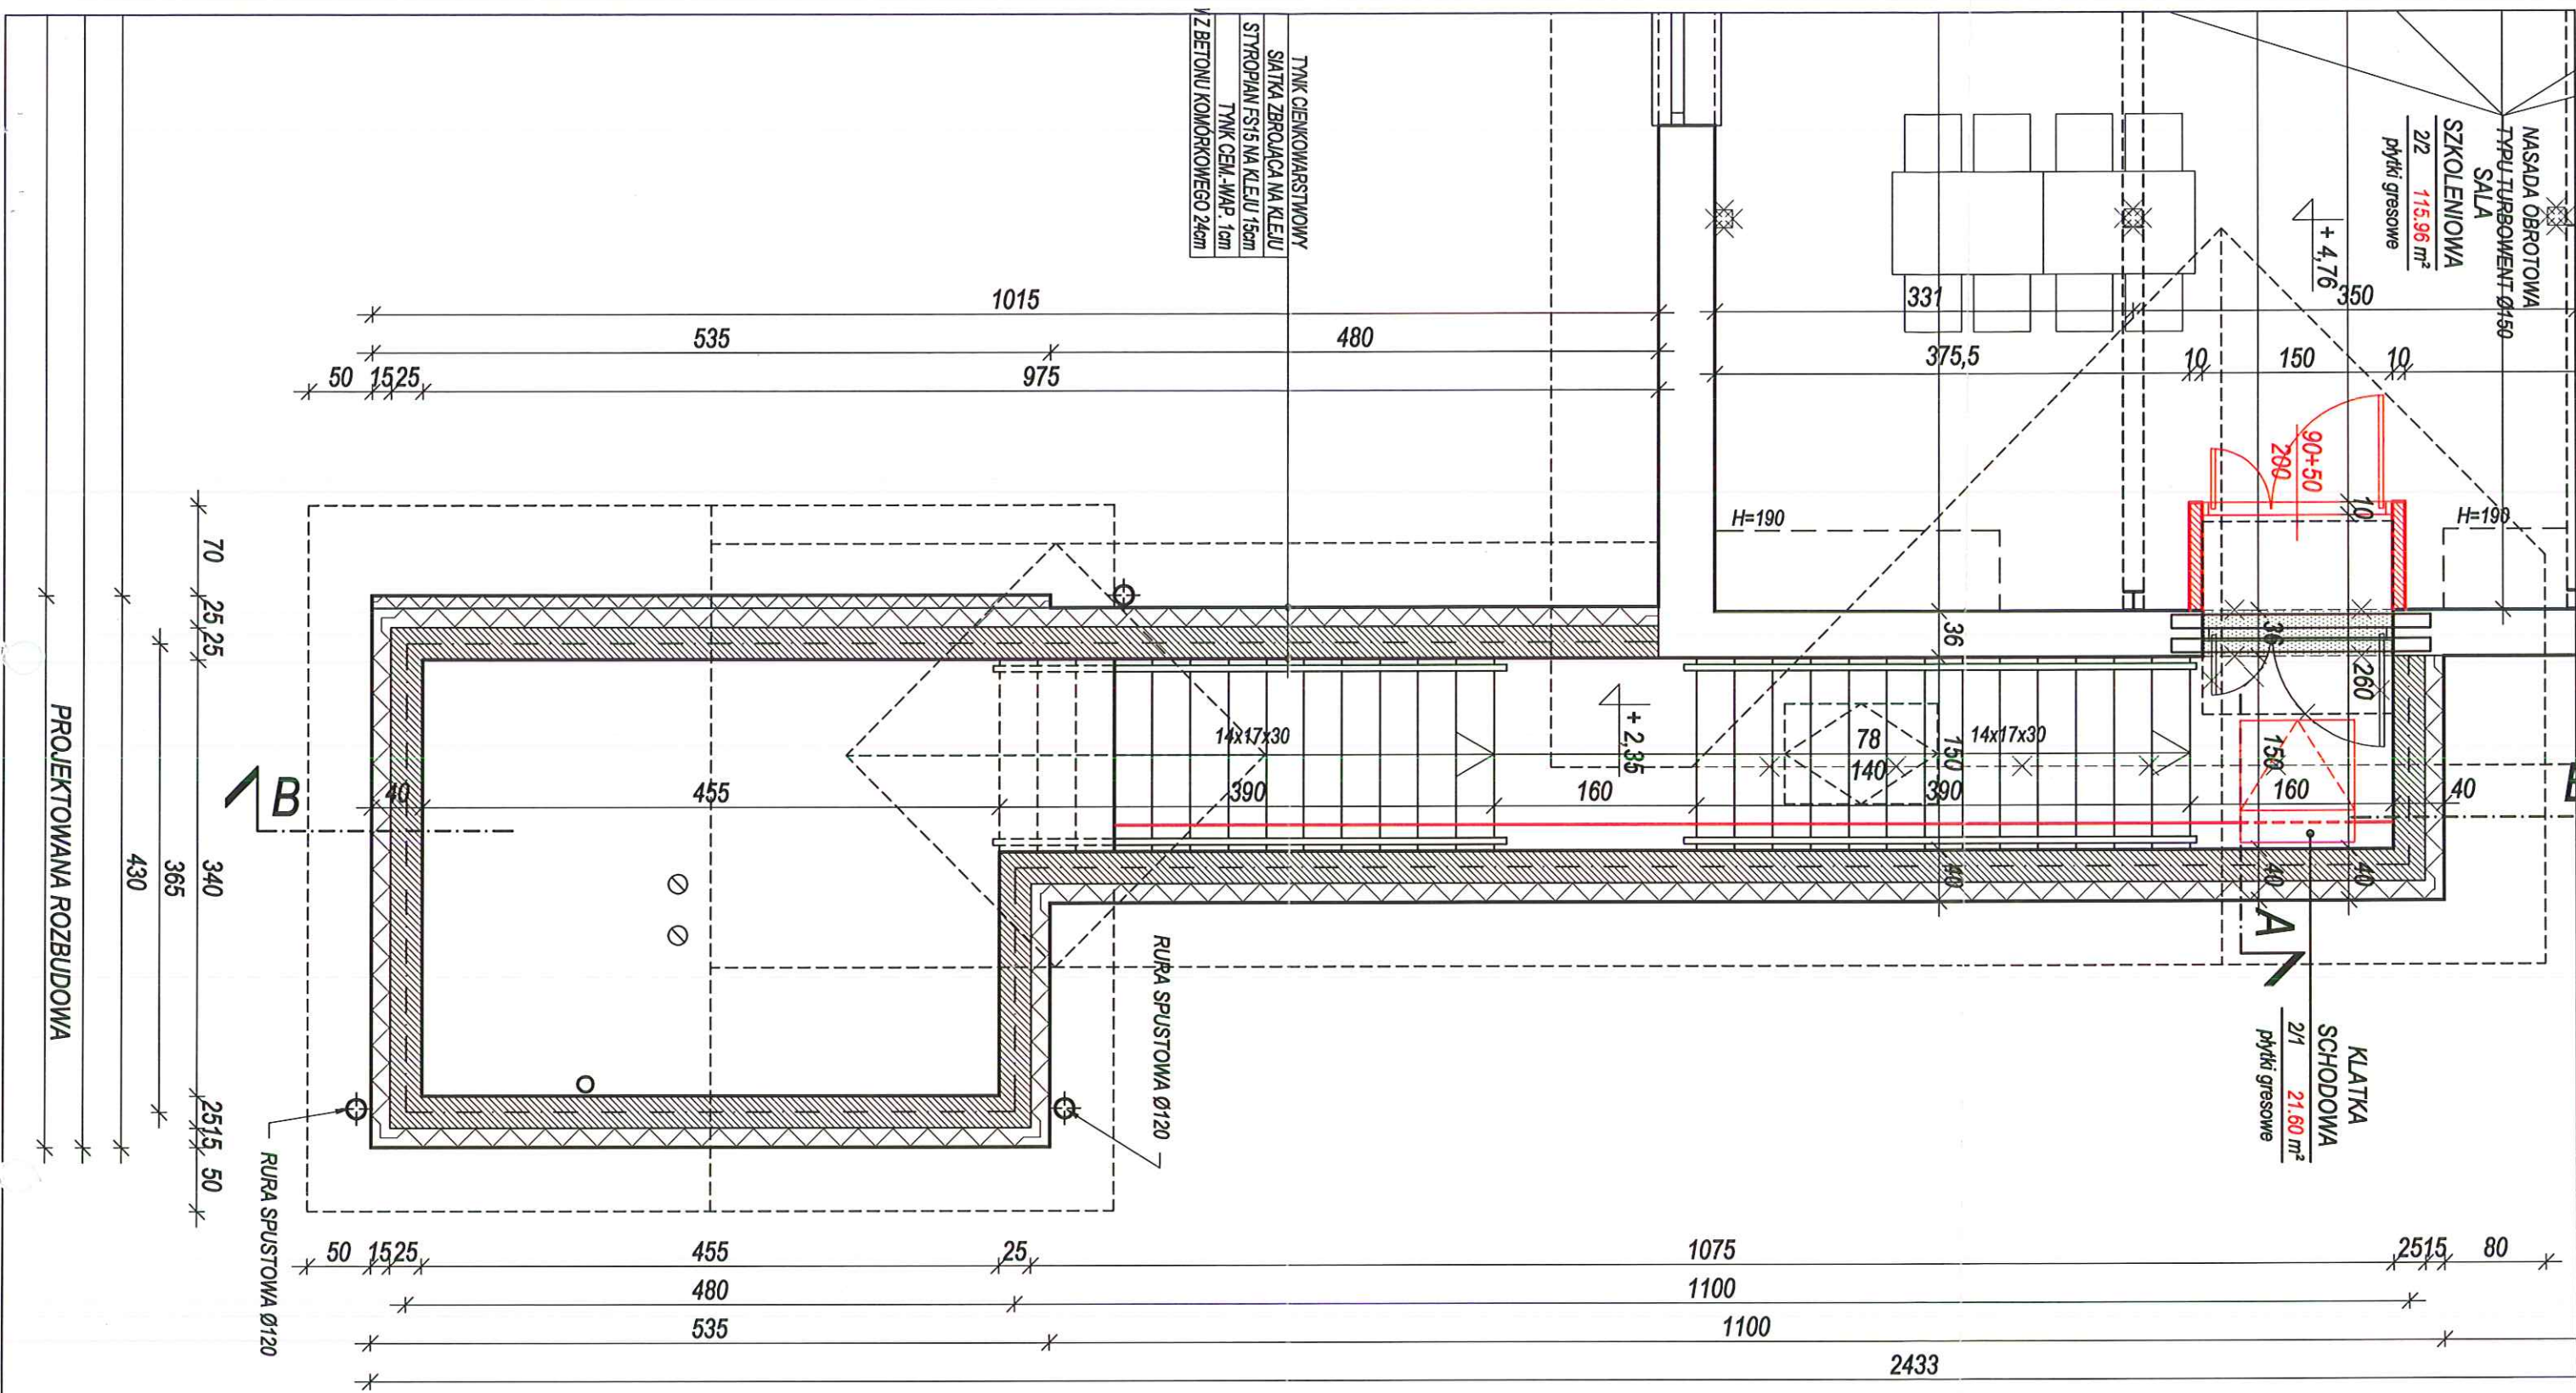 TYNK CIENKOWARSTWOWY
SIATKA ZBROJĄCA NA KLEJU
STYROPIAN FS15 NA KLEJU 15cm
TYNK CEM.-WAP. 1cm
Z BETONU KOMÓRKOWEGO 24cm
NASADA OBROTOWA
TYPU TURBOWENT Ø150
SALA
SZKOLENIOWA
2/2 115.96 m²
płytki gresowe
+ 4,76
1015
331
350
535
480
375,5
10
150
10
50
15
25
975
90+50
200
10
H=190
H=190
36
36
260
70
25
25
340
25
15
50
365
430
PROJEKTOWANA ROZBUDOWA
14x17x30
+ 2,35
78
140
150
14x17x30
150
B
40
455
390
160
390
160
40
40
40
40
A
KLATKA
SCHODOWA
2/1 21.60 m²
płytki gresowe
RURA SPUSTOWA Ø120
RURA SPUSTOWA Ø120
50
15
25
455
25
1075
25
15
80
480
1100
535
1100
2433